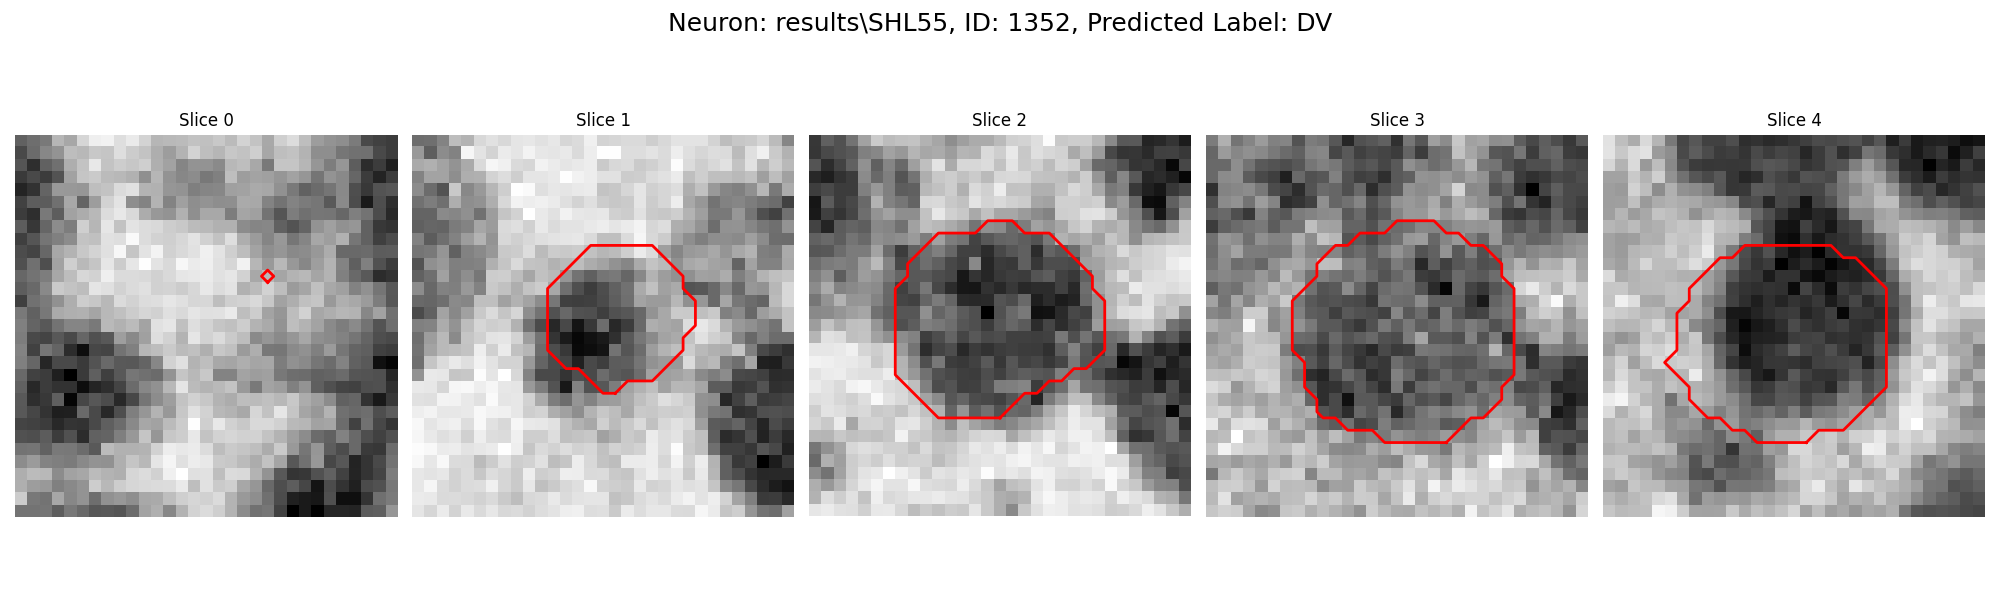 Neuron: results\SHL55, ID: 1352, Predicted Label: DV
Slice 0
Slice 1
Slice 2
Slice 3
Slice 4